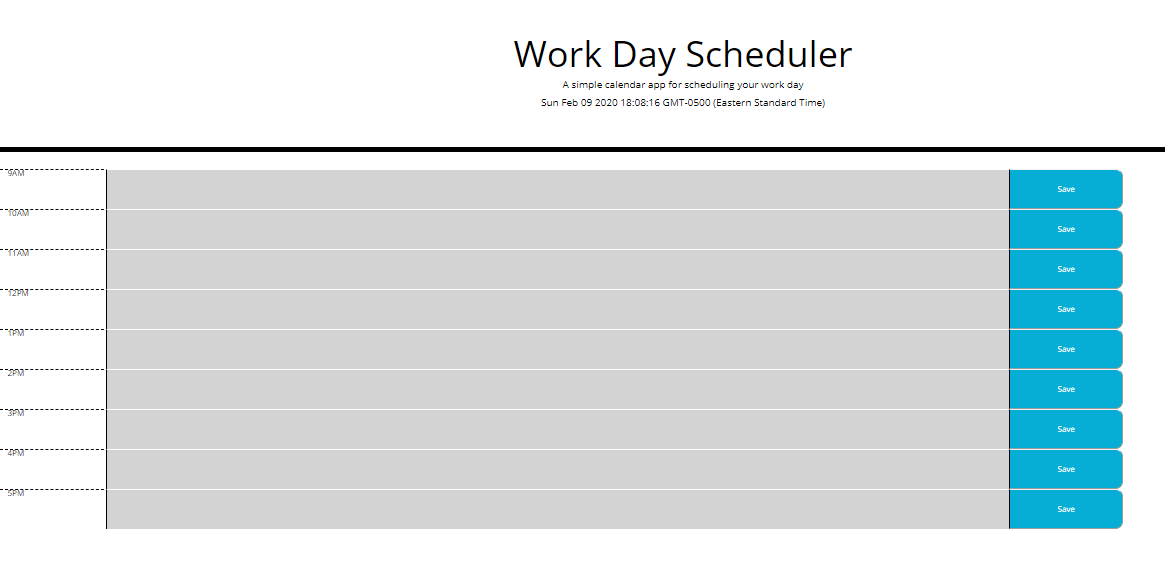 Work Day Scheduler
A simple calendar app for scheduling your work day
Sun Feb 09 2020 18:08:16 GMT-0500 (Eastern Standard Time)
9AM Save
10AM Save
11AM Save
12PM Save
1PM Save
2PM Save
3PM Save
4PM Save
5PM Save